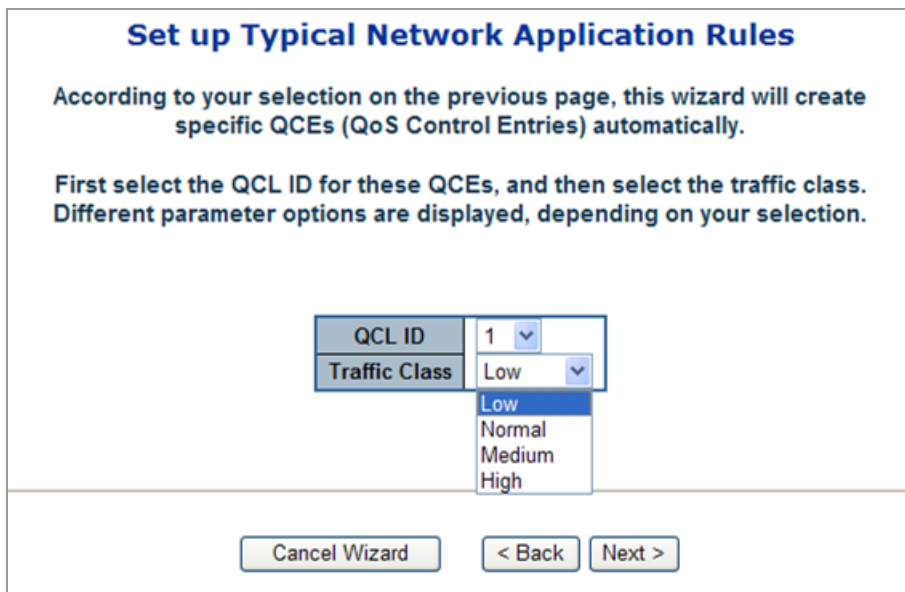 Set up Typical Network Application Rules
According to your selection on the previous page, this wizard will create
specific QCEs (QoS Control Entries) automatically.
First select the QCL ID for these QCEs, and then select the traffic class.
Different parameter options are displayed, depending on your selection.
QCL ID 1
Traffic Class Low
Low
Normal
Medium
High
Cancel Wizard < Back Next >